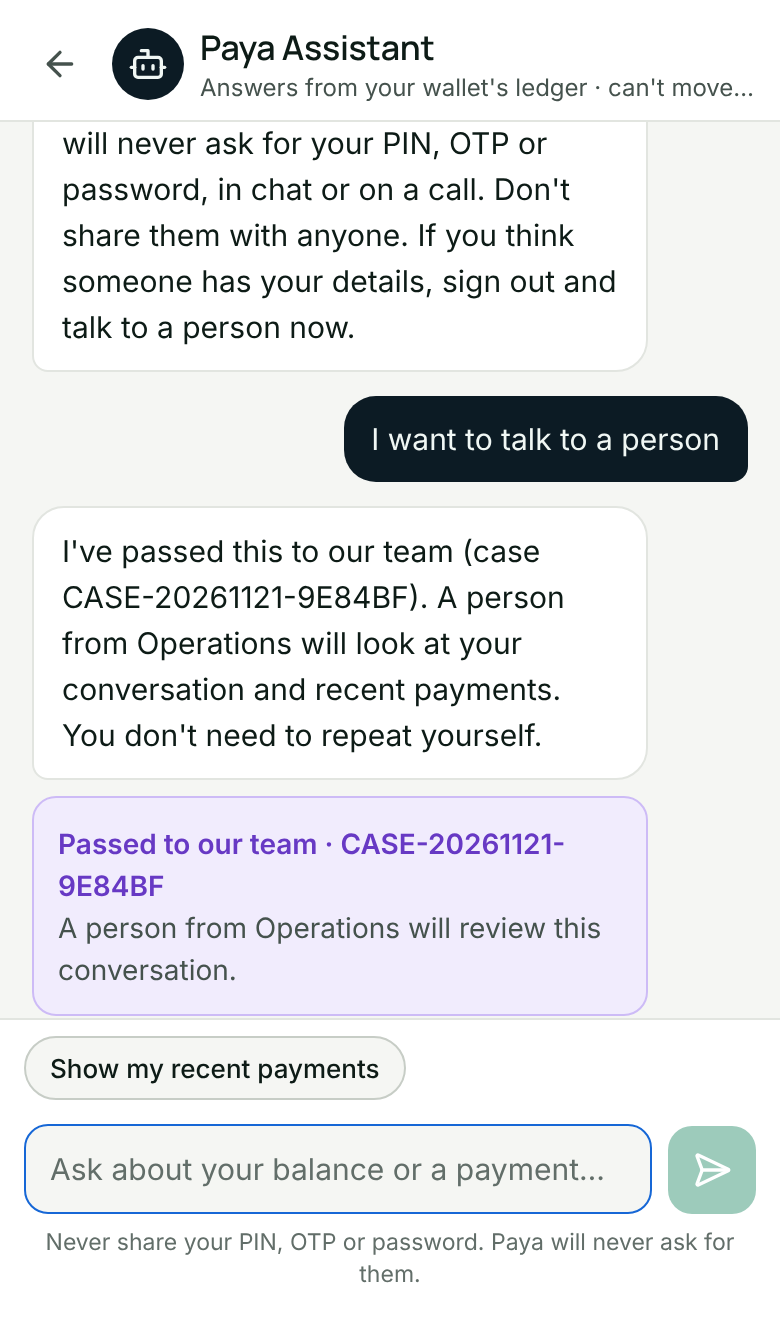 Paya Assistant
Answers from your wallet's ledger · can't move...
will never ask for your PIN, OTP or
password, in chat or on a call. Don't
share them with anyone. If you think
someone has your details, sign out and
talk to a person now.
I want to talk to a person
I've passed this to our team (case
CASE-20261121-9E84BF). A person
from Operations will look at your
conversation and recent payments.
You don't need to repeat yourself.
Passed to our team · CASE-20261121-
9E84BF
A person from Operations will review this
conversation.
Show my recent payments
Ask about your balance or a payment...
Never share your PIN, OTP or password. Paya will never ask for
them.